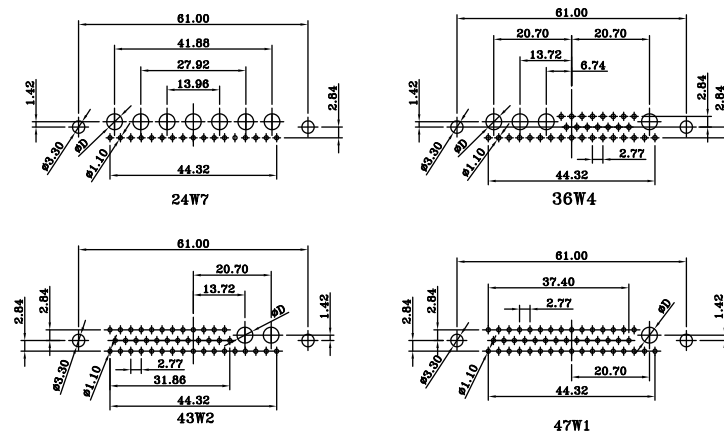 61.00
41.88
27.92
13.96
1.42
2.84
ø3.30
øD
ø1.10
44.32
24W7
61.00
20.70 20.70
13.72
6.74
1.42
2.84
2.84
ø3.30
øD
ø1.10
2.77
44.32
36W4
61.00
20.70
13.72
øD
2.84
2.84
1.42
ø3.30
ø1.10
2.77
31.86
44.32
43W2
61.00
37.40
2.77
øD
2.84
2.84
1.42
ø3.30
ø1.10
20.70
44.32
47W1